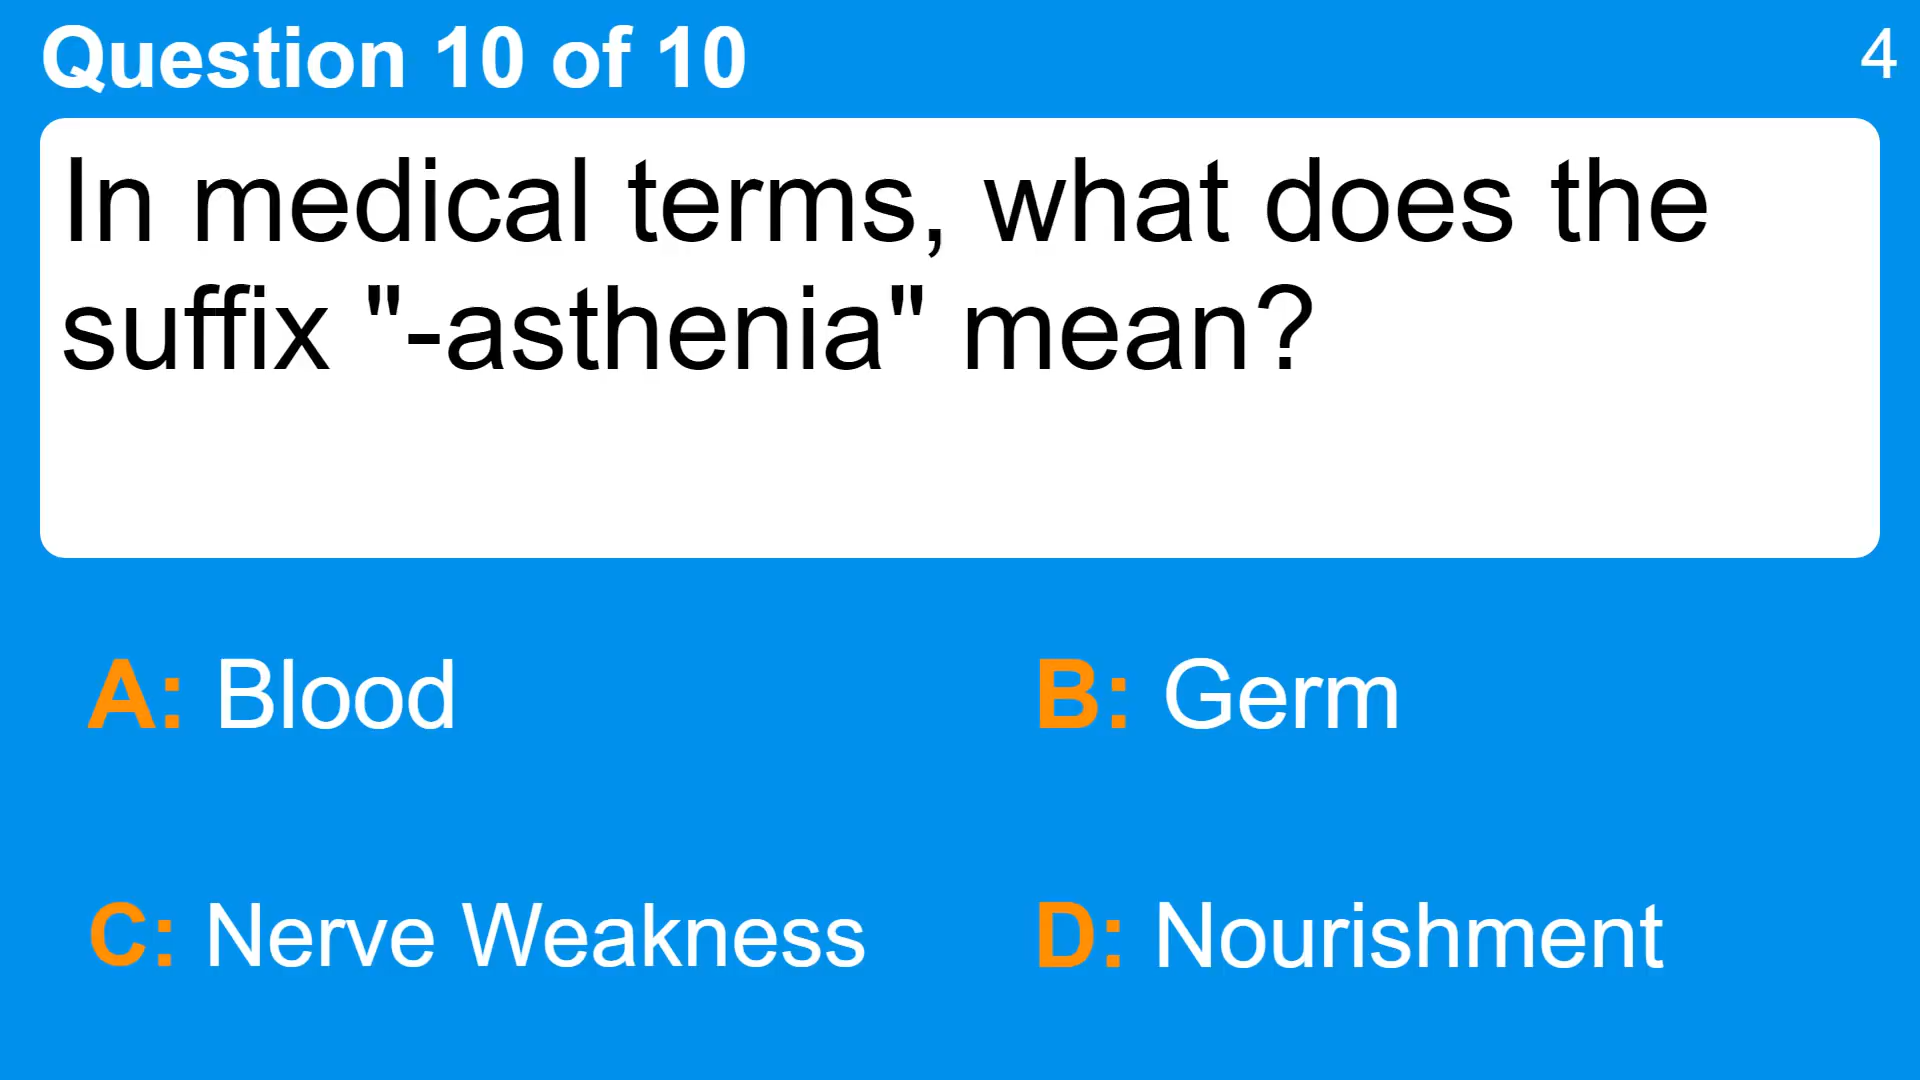 Question 10 of 10
4
In medical terms, what does the
suffix "-asthenia" mean?
A: Blood
B: Germ
C: Nerve Weakness
D: Nourishment